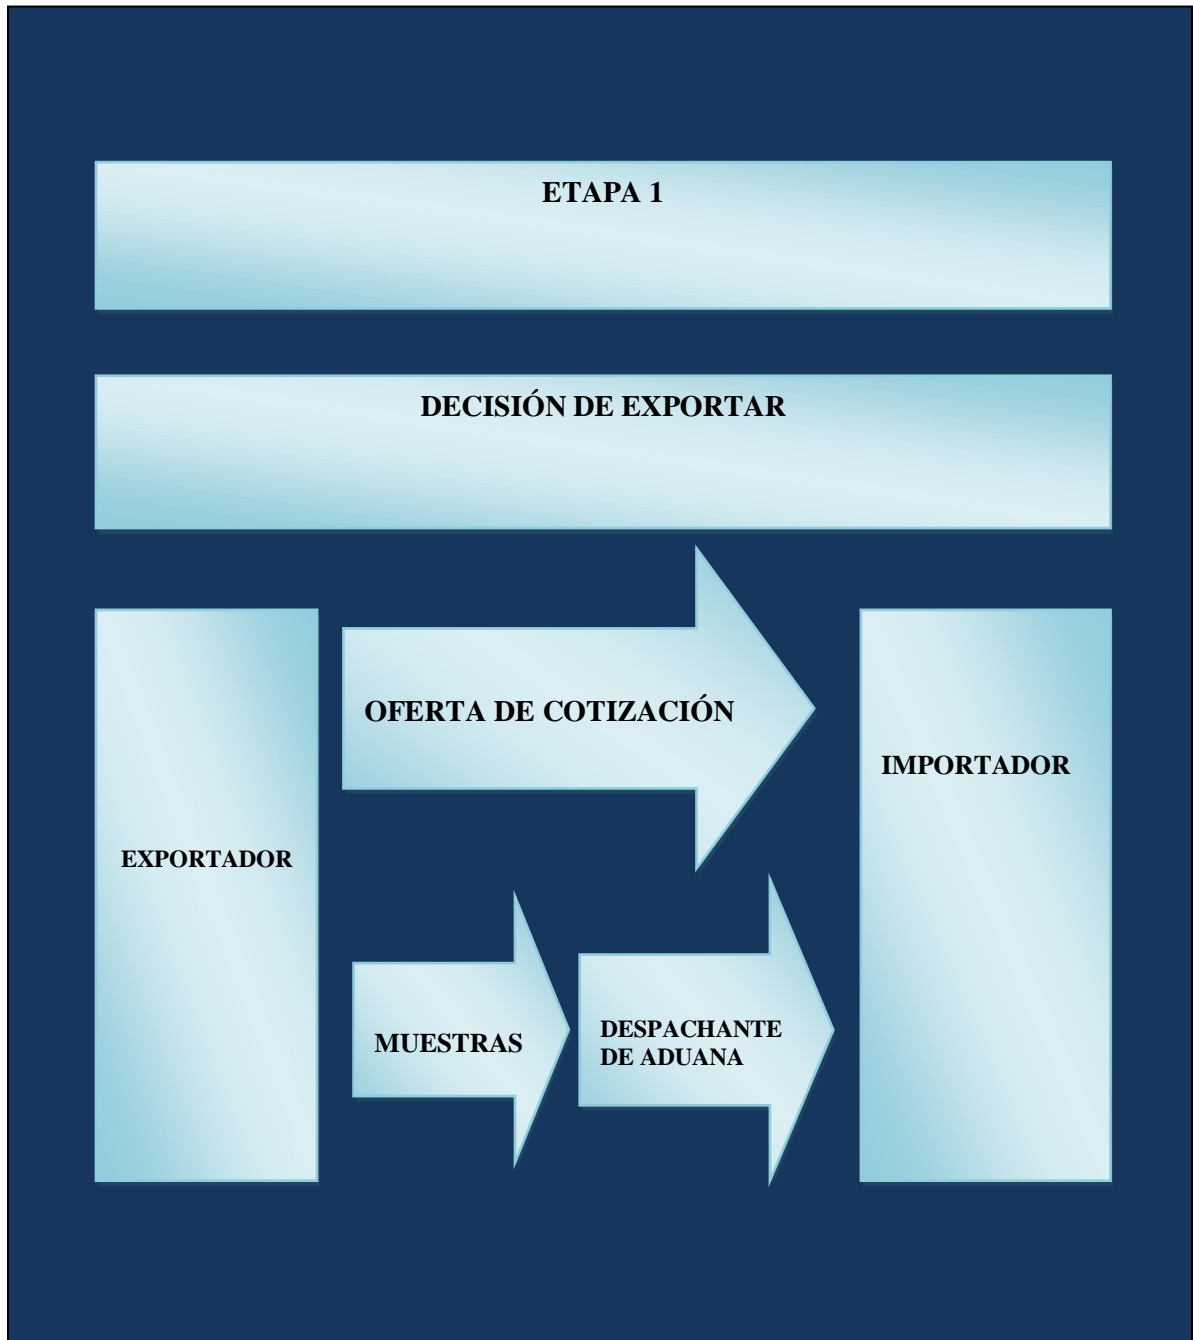 ETAPA 1
DECISIÓN DE EXPORTAR
OFERTA DE COTIZACIÓN
IMPORTADOR
EXPORTADOR
MUESTRAS
DESPACHANTE
DE ADUANA